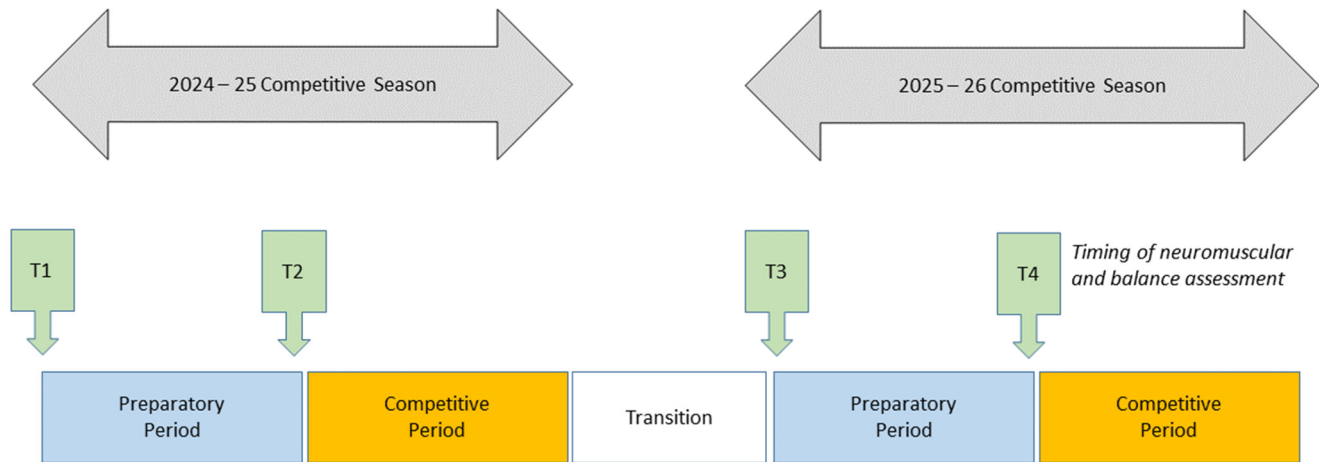 2024 – 25 Competitive Season
2025 – 26 Competitive Season
T1
T2
T3
T4
Timing of neuromuscular
and balance assessment
Preparatory
Period
Competitive
Period
Transition
Preparatory
Period
Competitive
Period